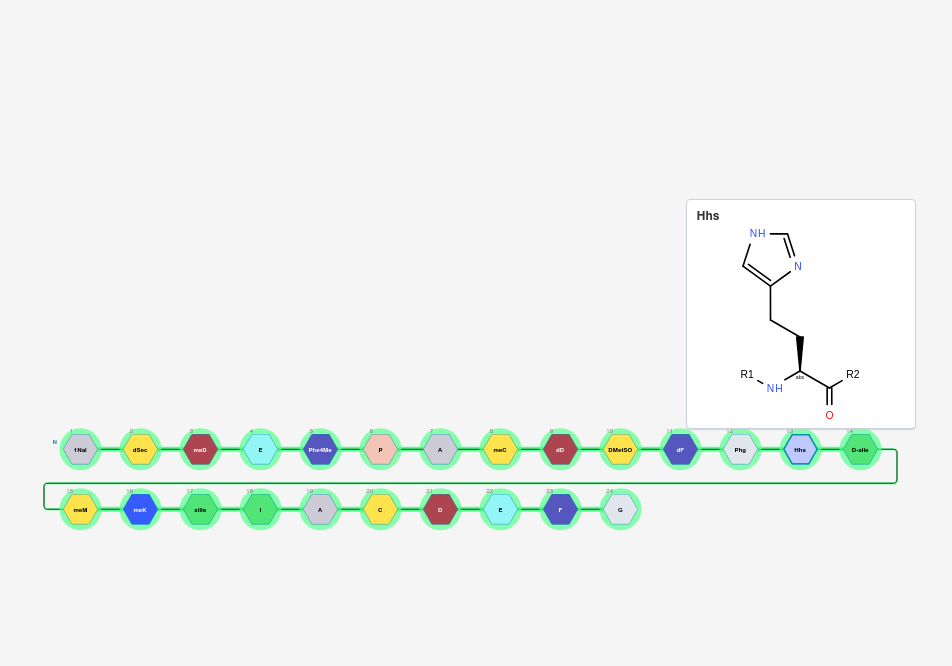 Hhs
NH
N
R1
NH
abs
R2
O
1 2 3 4 5 6 7 8 9 10 11 12 13 14
N 1Nal dSec meD E Phe4Me P A meC dD DMetSO dF Phg Hhs D-aIle
15 16 17 18 19 20 21 22 23 24
meM meK xiIle I A C D E F G